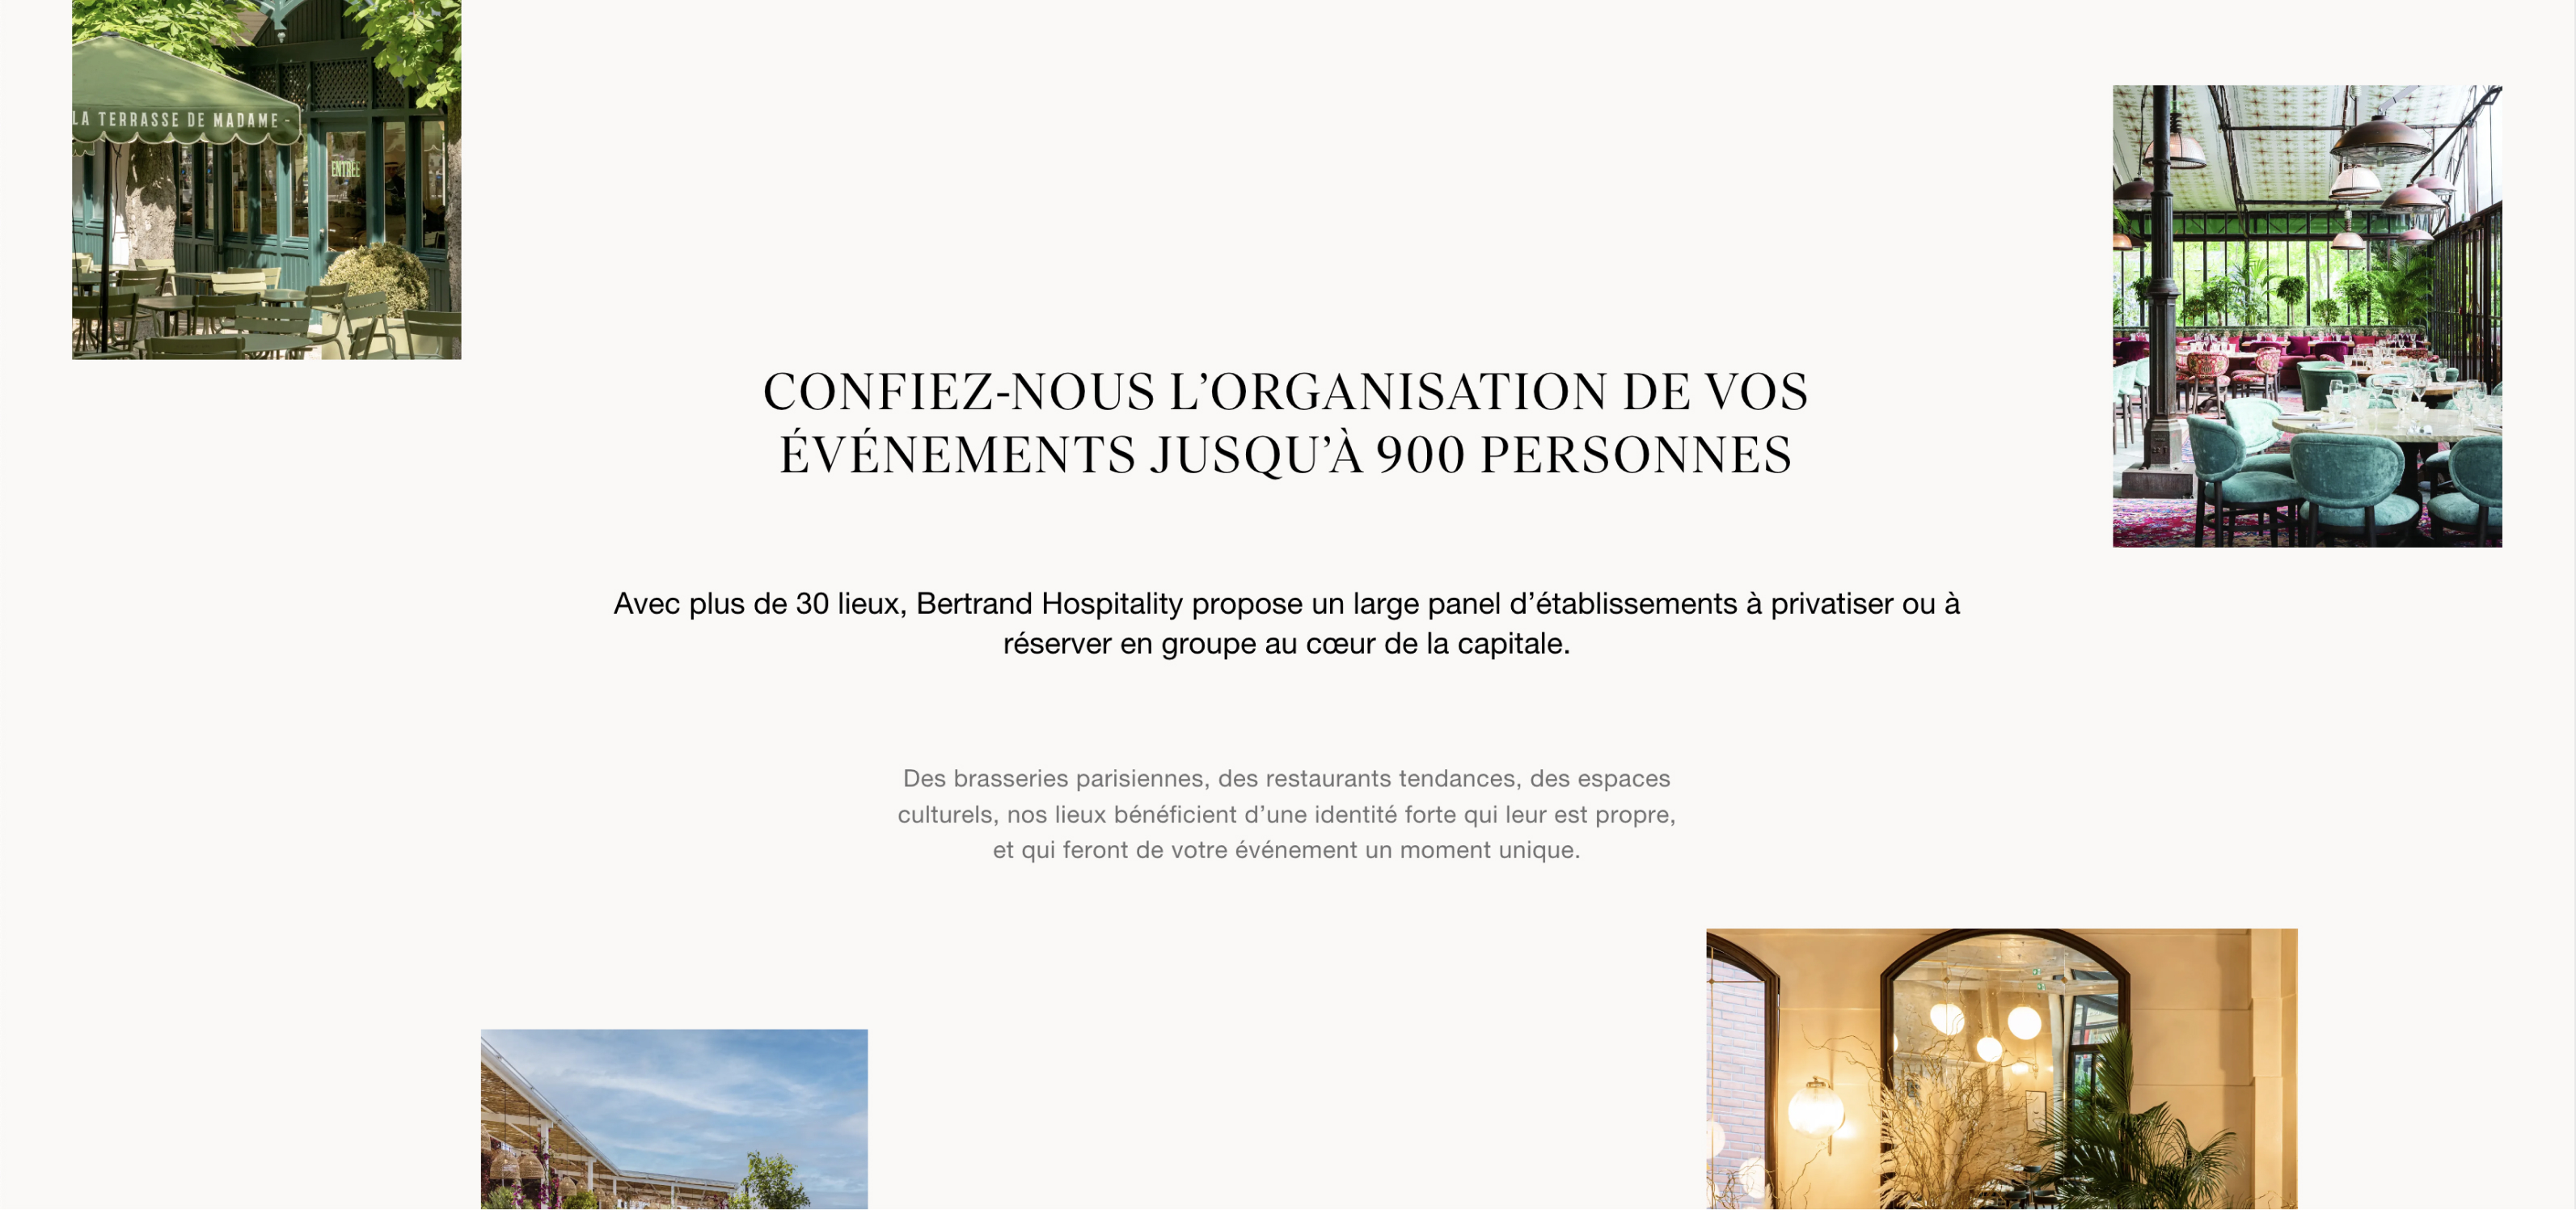 LA TERRASSE DE MADAME -
ENTRÉE
CONFIEZ-NOUS L’ORGANISATION DE VOS
ÉVÉNEMENTS JUSQU’À 900 PERSONNES
Avec plus de 30 lieux, Bertrand Hospitality propose un large panel d’établissements à privatiser ou à
réserver en groupe au cœur de la capitale.
Des brasseries parisiennes, des restaurants tendances, des espaces
culturels, nos lieux bénéficient d’une identité forte qui leur est propre,
et qui feront de votre événement un moment unique.